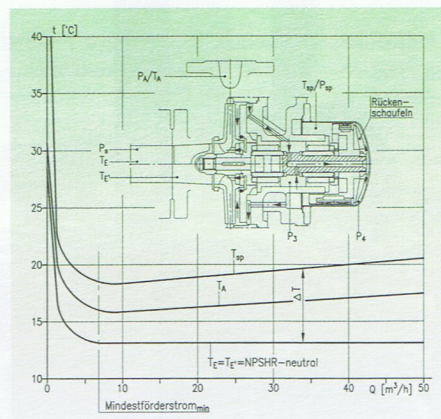 t [°C]
40
35
30
25
20
15
10
P_A/T_A
T_sp/P_sp
Rücken-
schaufeln
P_s
T_E
T_E'
P_3
P_4
T_sp
T_A
ΔT
T_E=T_E'=NPSHR-neutral
0
10
20
30
40
50
Q [m³/h]
Mindestförderstrom_min